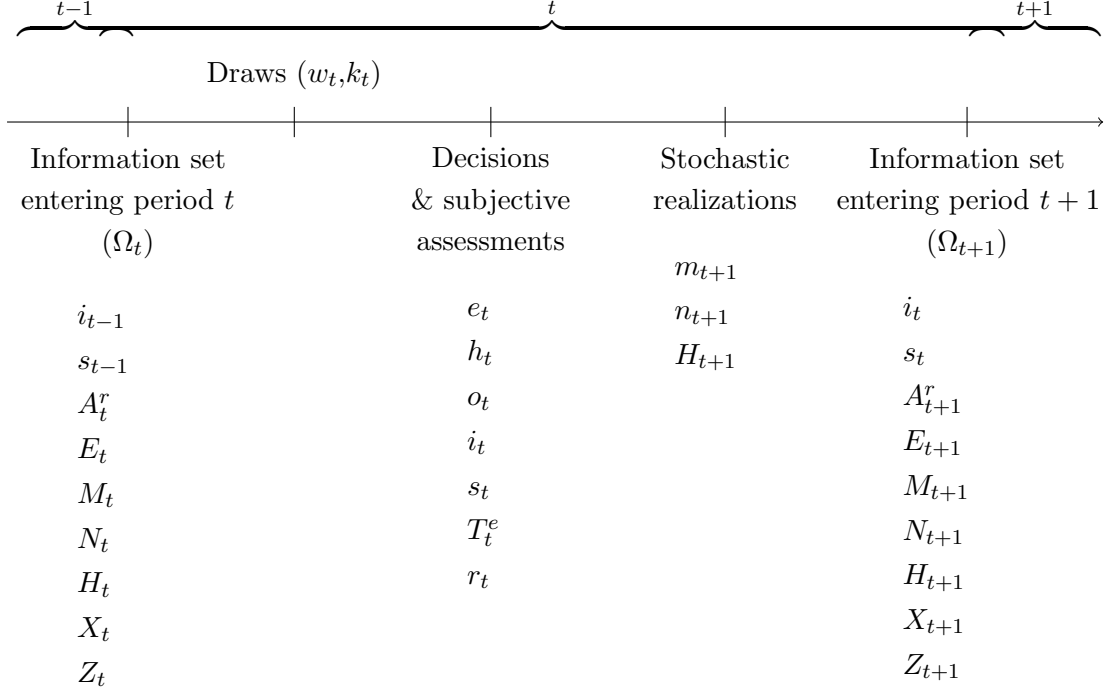 t−1 t t+1
Draws (w_t,k_t)
Information set
entering period t
(Ω_t)
i_{t−1}
s_{t−1}
A^r_t
E_t
M_t
N_t
H_t
X_t
Z_t
Decisions
& subjective
assessments
e_t
h_t
o_t
i_t
s_t
T^e_t
r_t
Stochastic
realizations
m_{t+1}
n_{t+1}
H_{t+1}
Information set
entering period t + 1
(Ω_{t+1})
i_t
s_t
A^r_{t+1}
E_{t+1}
M_{t+1}
N_{t+1}
H_{t+1}
X_{t+1}
Z_{t+1}